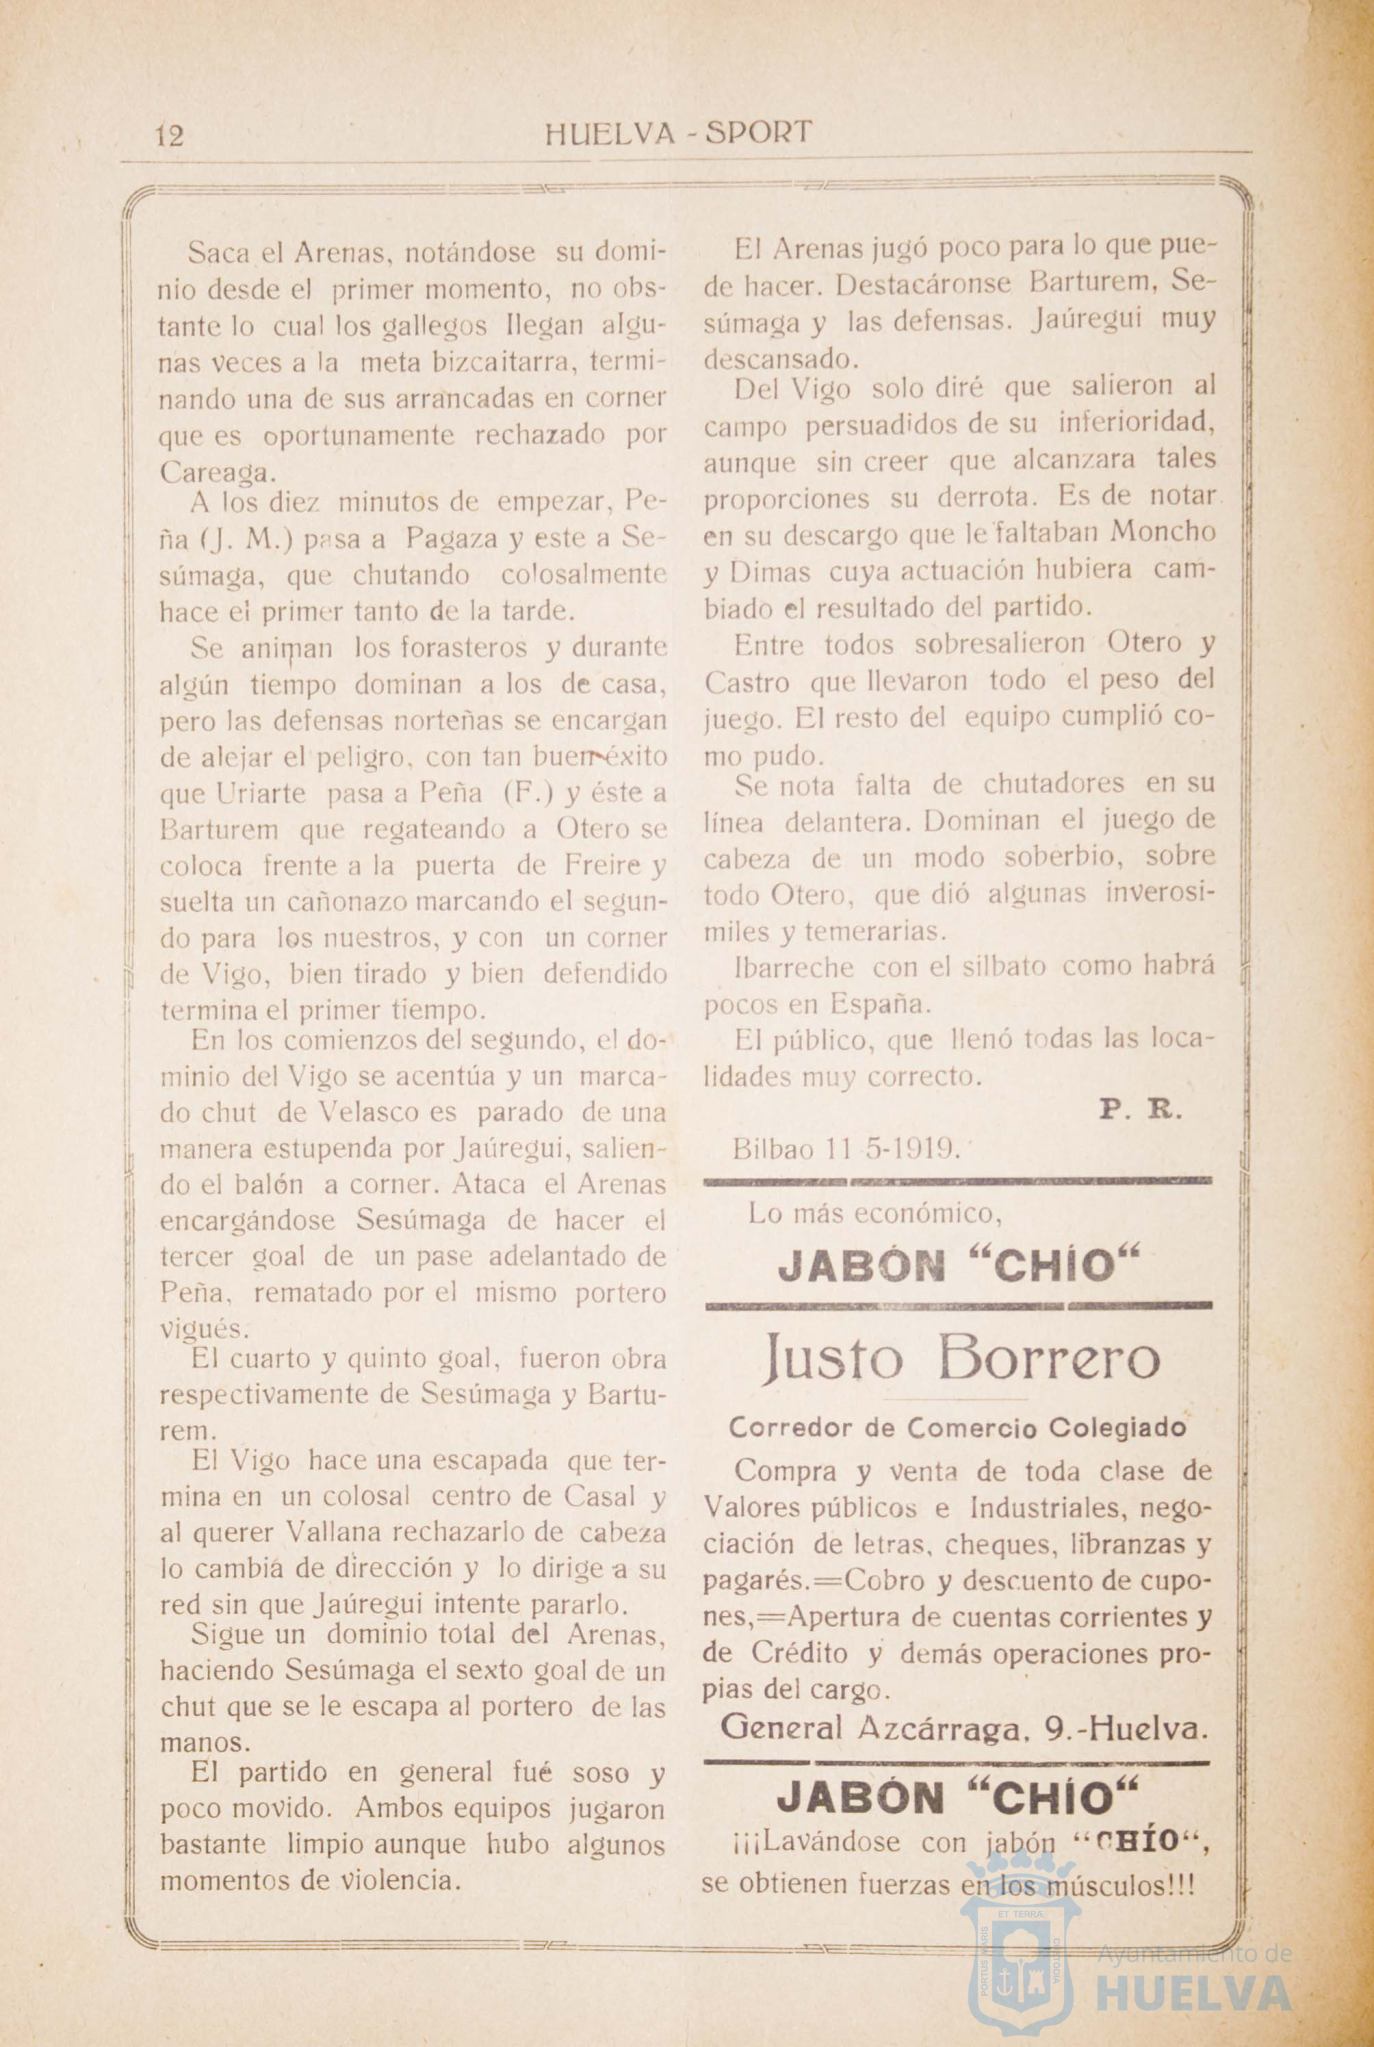 12
HUELVA - SPORT
Saca el Arenas, notándose su domi-
nio desde el primer momento, no obs-
tante lo cual los gallegos llegan algu-
nas veces a la meta bizcaitarra, termi-
nando una de sus arrancadas en corner
que es oportunamente rechazado por
Careaga.
A los diez minutos de empezar, Pe-
ña (J. M.) pasa a Pagaza y este a Se-
súmaga, que chutando colosalmente
hace el primer tanto de la tarde.
Se animan los forasteros y durante
algún tiempo dominan a los de casa,
pero las defensas norteñas se encargan
de alejar el peligro, con tan buen éxito
que Uriarte pasa a Peña (F.) y éste a
Barturem que regateando a Otero se
coloca frente a la puerta de Freire y
suelta un cañonazo marcando el segun-
do para los nuestros, y con un corner
de Vigo, bien tirado y bien defendido
termina el primer tiempo.
En los comienzos del segundo, el do-
minio del Vigo se acentúa y un marca-
do chut de Velasco es parado de una
manera estupenda por Jaúregui, salien-
do el balón a corner. Ataca el Arenas
encargándose Sesúmaga de hacer el
tercer goal de un pase adelantado de
Peña, rematado por el mismo portero
vigués.
El cuarto y quinto goal, fueron obra
respectivamente de Sesúmaga y Bartu-
rem.
El Vigo hace una escapada que ter-
mina en un colosal centro de Casal y
al querer Vallana rechazarlo de cabeza
lo cambiá de dirección y lo dirige a su
red sin que Jaúregui intente pararlo.
Sigue un dominio total del Arenas,
haciendo Sesúmaga el sexto goal de un
chut que se le escapa al portero de las
manos.
El partido en general fué soso y
poco movido. Ambos equipos jugaron
bastante limpio aunque hubo algunos
momentos de violencia.
El Arenas jugó poco para lo que pue-
de hacer. Destacáronse Barturem, Se-
súmaga y las defensas. Jaúregui muy
descansado.
Del Vigo solo diré que salieron al
campo persuadidos de su inferioridad,
aunque sin creer que alcanzara tales
proporciones su derrota. Es de notar
en su descargo que le faltaban Moncho
y Dimas cuya actuación hubiera cam-
biado el resultado del partido.
Entre todos sobresalieron Otero y
Castro que llevaron todo el peso del
juego. El resto del equipo cumplió co-
mo pudo.
Se nota falta de chutadores en su
línea delantera. Dominan el juego de
cabeza de un modo soberbio, sobre
todo Otero, que dió algunas inverosi-
miles y temerarias.
Ibarreche con el silbato como habrá
pocos en España.
El público, que llenó todas las loca-
lidades muy correcto.
P. R.
Bilbao 11 5-1919.
Lo más económico,
JABÓN “CHÍO“
Justo Borrero
Corredor de Comercio Colegiado
Compra y venta de toda clase de
Valores públicos e Industriales, nego-
ciación de letras, cheques, libranzas y
pagarés.=Cobro y descuento de cupo-
nes,=Apertura de cuentas corrientes y
de Crédito y demás operaciones pro-
pias del cargo.
General Azcárraga, 9.-Huelva.
JABÓN “CHÍO“
¡¡¡Lavándose con jabón “CHÍO“,
se obtienen fuerzas en los músculos!!!
ET TERRÆ
PORTUS MARIS
CUSTODIA
Ayuntamiento de
HUELVA